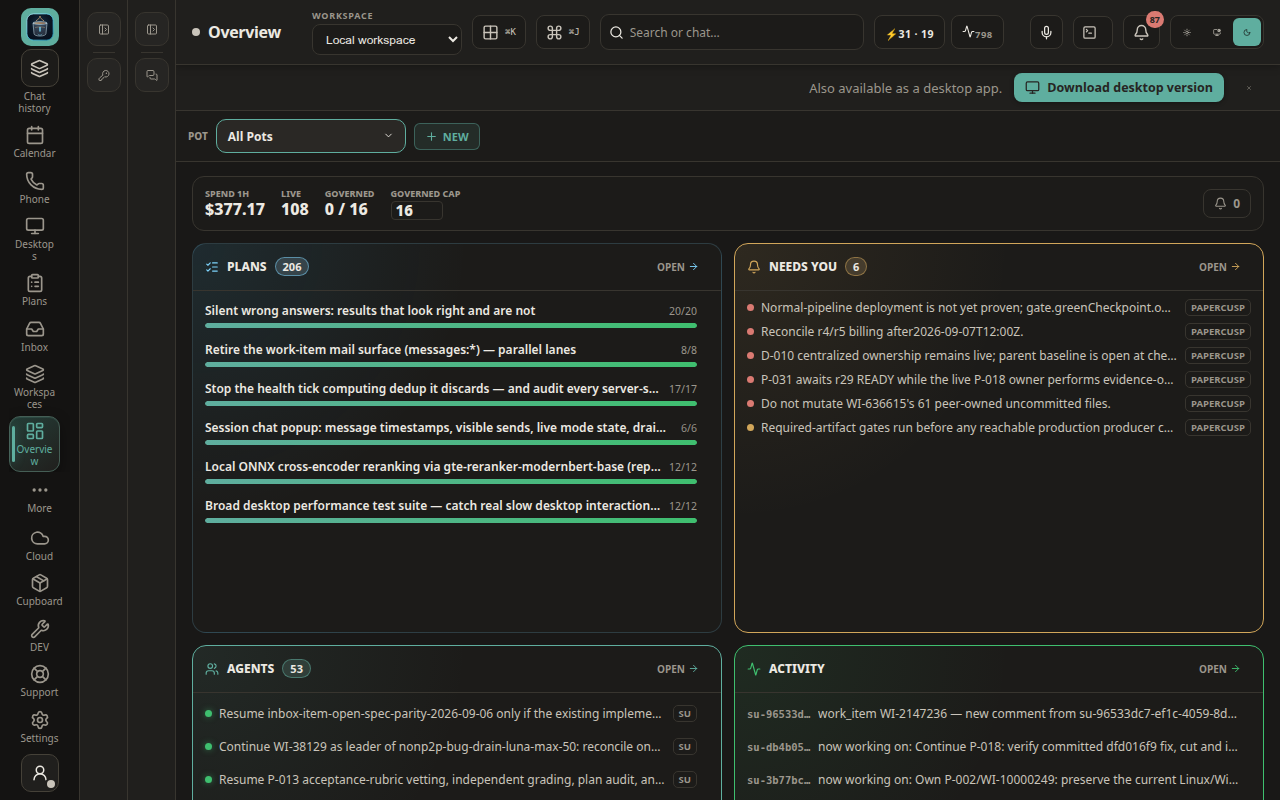 Overview
WORKSPACE
Local workspace
⌘K
⌘J
Search or chat...
⚡31 · 19
798
87
Also available as a desktop app.
Download desktop version
×
POT
All Pots
+ NEW
Chat history
Calendar
Phone
Desktop
s
Plans
Inbox
Workspa
ces
Overvie
w
More
Cloud
Cupboard
DEV
Support
Settings
SPEND 1H
$377.17
LIVE
108
GOVERNED
0 / 16
GOVERNED CAP
16
0
PLANS 206 OPEN →
Silent wrong answers: results that look right and are not 20/20
Retire the work-item mail surface (messages:*) — parallel lanes 8/8
Stop the health tick computing dedup it discards — and audit every server-s... 17/17
Session chat popup: message timestamps, visible sends, live mode state, drai... 6/6
Local ONNX cross-encoder reranking via gte-reranker-modernbert-base (rep... 12/12
Broad desktop performance test suite — catch real slow desktop interaction... 12/12
NEEDS YOU 6 OPEN →
Normal-pipeline deployment is not yet proven; gate.greenCheckpoint.o... PAPERCUSP
Reconcile r4/r5 billing after2026-09-07T12:00Z. PAPERCUSP
D-010 centralized ownership remains live; parent baseline is open at che... PAPERCUSP
P-031 awaits r29 READY while the live P-018 owner performs evidence-o... PAPERCUSP
Do not mutate WI-636615's 61 peer-owned uncommitted files. PAPERCUSP
Required-artifact gates run before any reachable production producer c... PAPERCUSP
AGENTS 53 OPEN →
Resume inbox-item-open-spec-parity-2026-09-06 only if the existing impleme... SU
Continue WI-38129 as leader of nonp2p-bug-drain-luna-max-50: reconcile on... SU
Resume P-013 acceptance-rubric vetting, independent grading, plan audit, an... SU
ACTIVITY OPEN →
su-96533d... work_item WI-2147236 — new comment from su-96533dc7-ef1c-4059-8d...
su-db4b05... now working on: Continue P-018: verify committed dfd016f9 fix, cut and i...
su-3b77bc... now working on: Own P-002/WI-10000249: preserve the current Linux/Wi...